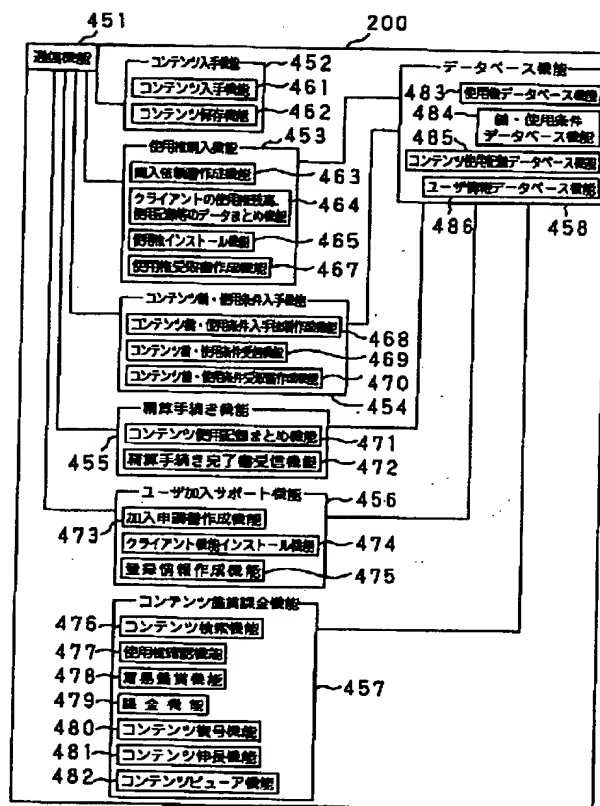 451
200
通信機能
コンテンツ入手機能
452
コンテンツ入手機能
461
コンテンツ保存機能
462
使用権購入機能
453
購入依頼書作成機能
463
クライアントの使用権残高、
使用記録等のデータまとめ機能
464
使用権インストール機能
465
使用権受取書作成機能
467
コンテンツ鍵・使用条件入手機能
コンテンツ鍵・使用条件入手依頼書作成機能
468
コンテンツ鍵・使用条件受信機能
469
コンテンツ鍵・使用条件受取書作成機能
470
454
精算手続き機能
455
コンテンツ使用記録まとめ機能
471
精算手続き完了書受信機能
472
ユーザ加入サポート機能
456
473
加入申請書作成機能
クライアント機能インストール機能
474
登録情報作成機能
475
コンテンツ鑑賞課金機能
457
476
コンテンツ検索機能
477
使用権確認機能
478
簡易鑑賞機能
479
課金機能
480
コンテンツ復号機能
481
コンテンツ伸長機能
482
コンテンツビューア機能
データベース機能
483
使用権データベース機能
484
鍵・使用条件
データベース機能
485
コンテンツ使用記録データベース機能
ユーザ情報データベース機能
486
458